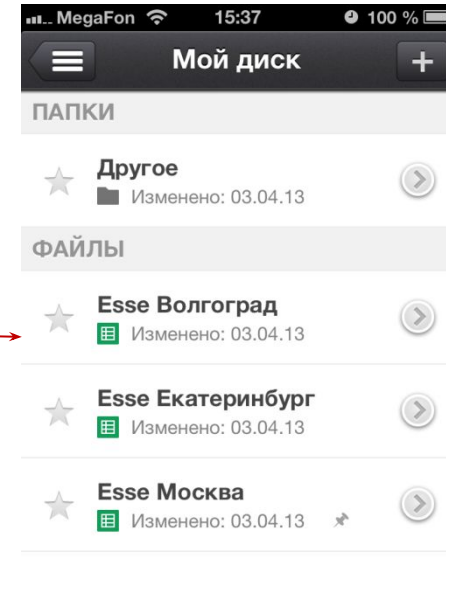 MegaFon 15:37 100 %
Мой диск
ПАПКИ
Другое
Изменено: 03.04.13
ФАЙЛЫ
Esse Волгоград
Изменено: 03.04.13
Esse Екатеринбург
Изменено: 03.04.13
Esse Москва
Изменено: 03.04.13